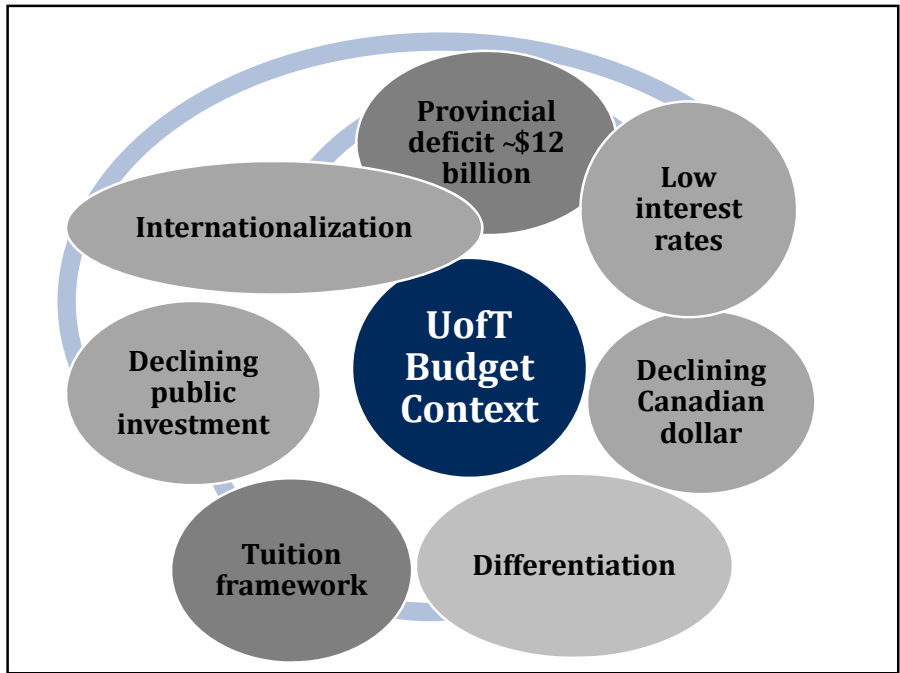 Provincial
deficit ~$12
billion
Low
interest
rates
Internationalization
UofT
Budget
Context
Declining
public
investment
Declining
Canadian
dollar
Tuition
framework
Differentiation